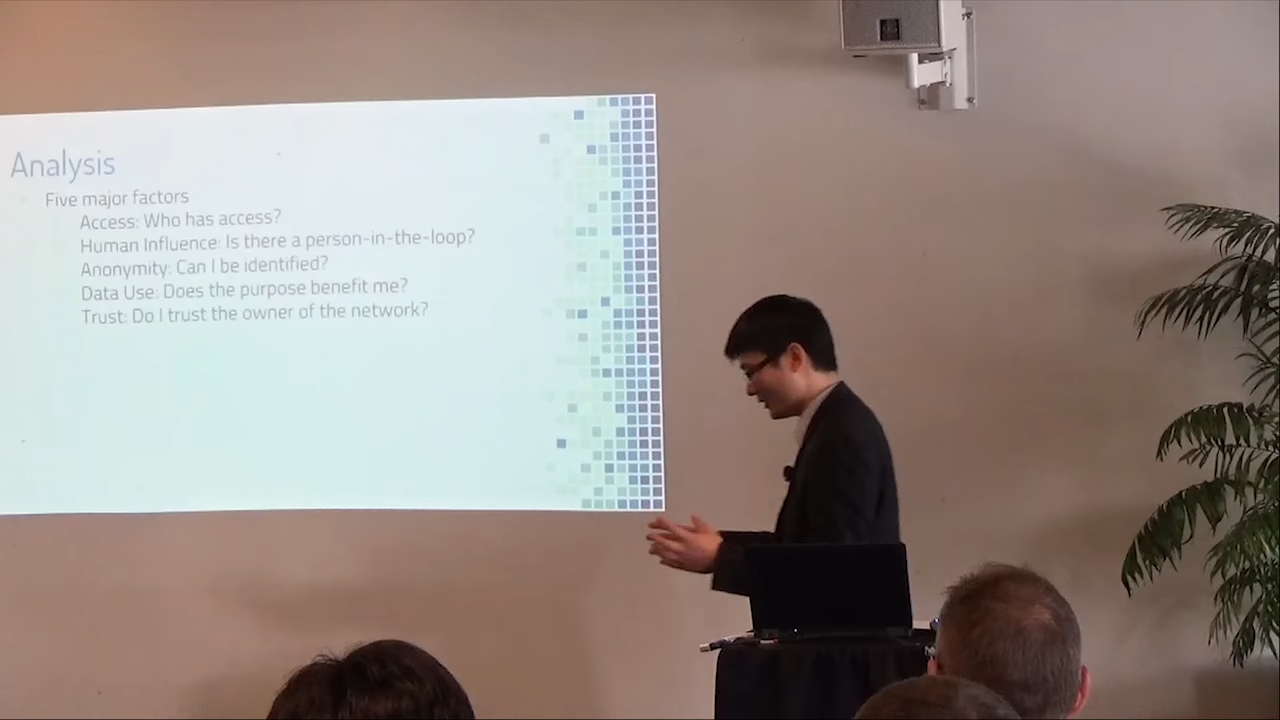 Analysis
Five major factors
Access: Who has access?
Human Influence: Is there a person-in-the-loop?
Anonymity: Can I be identified?
Data Use: Does the purpose benefit me?
Trust: Do I trust the owner of the network?